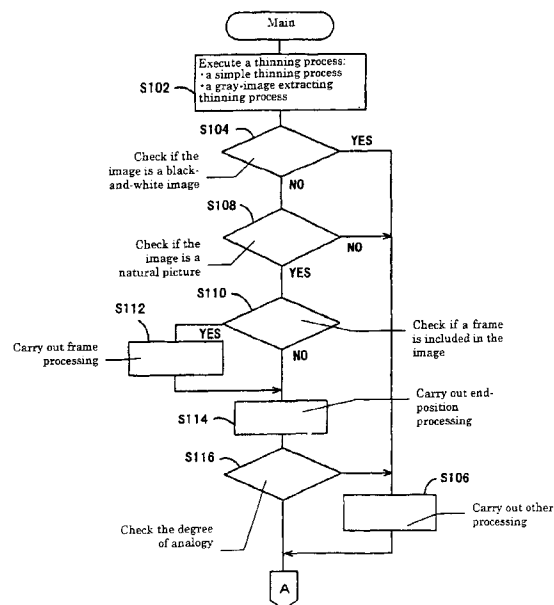 Main
Execute a thinning process:
・a simple thinning process
・a gray-image extracting
thinning process
S102
S104
YES
Check if the
image is a black-
and-white image
NO
S108
NO
Check if the
image is a
natural picture
YES
S110
S112
YES
Check if a frame
is included in the
image
Carry out frame
processing
NO
Carry out end-
position
processing
S114
S116
S106
Carry out other
processing
Check the degree
of analogy
A